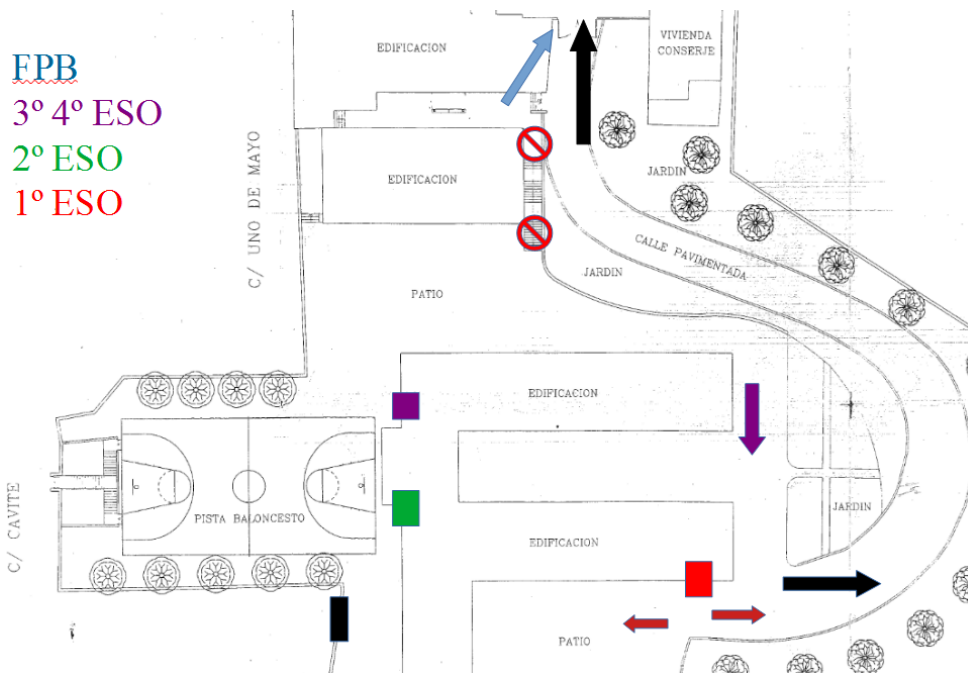 FPB
3º 4º ESO
2º ESO
1º ESO
EDIFICACION
VIVIENDA
CONSERJE
EDIFICACION
JARDIN
C/ UNO DE MAYO
CALLE PAVIMENTADA
JARDIN
PATIO
EDIFICACION
C/ CAVITE
PISTA BALONCESTO
JARDIN
EDIFICACION
PATIO